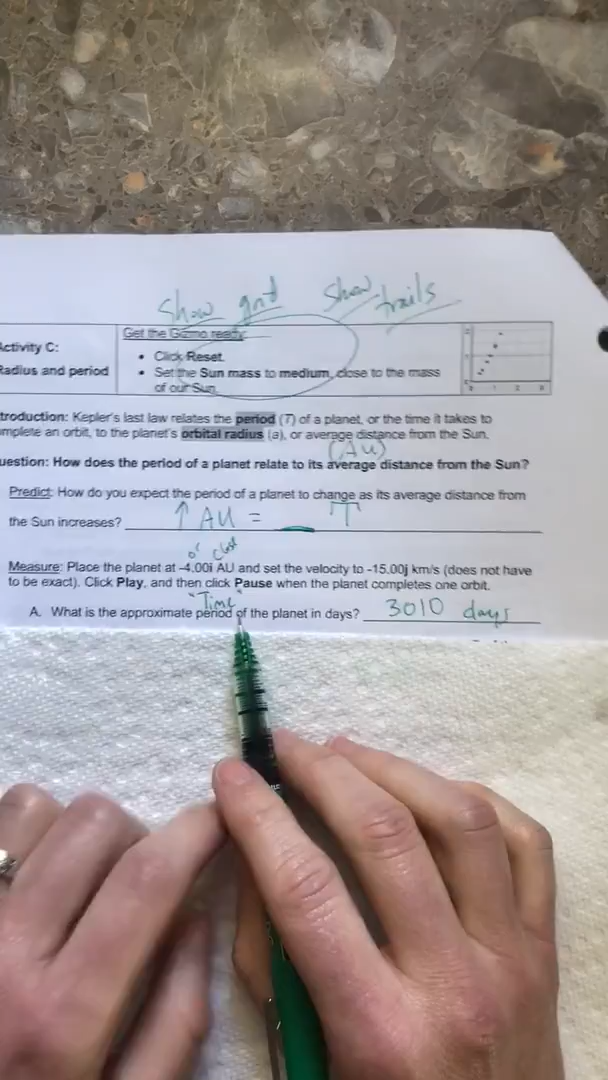 Show grid show trails
Get the Gizmo ready:
Activity C:
• Click Reset.
Radius and period
• Set the Sun mass to medium, close to the mass
of our Sun.
troduction: Kepler's last law relates the period (T) of a planet, or the time it takes to
mplete an orbit, to the planet's orbital radius (a), or average distance from the Sun.
(AU)
uestion: How does the period of a planet relate to its average distance from the Sun?
Predict: How do you expect the period of a planet to change as its average distance from
the Sun increases? ↑ AU = __ T
or close
Measure: Place the planet at -4.00i AU and set the velocity to -15.00j km/s (does not have
to be exact). Click Play, and then click Pause when the planet completes one orbit.
"Time"
A. What is the approximate period of the planet in days? 3010 days